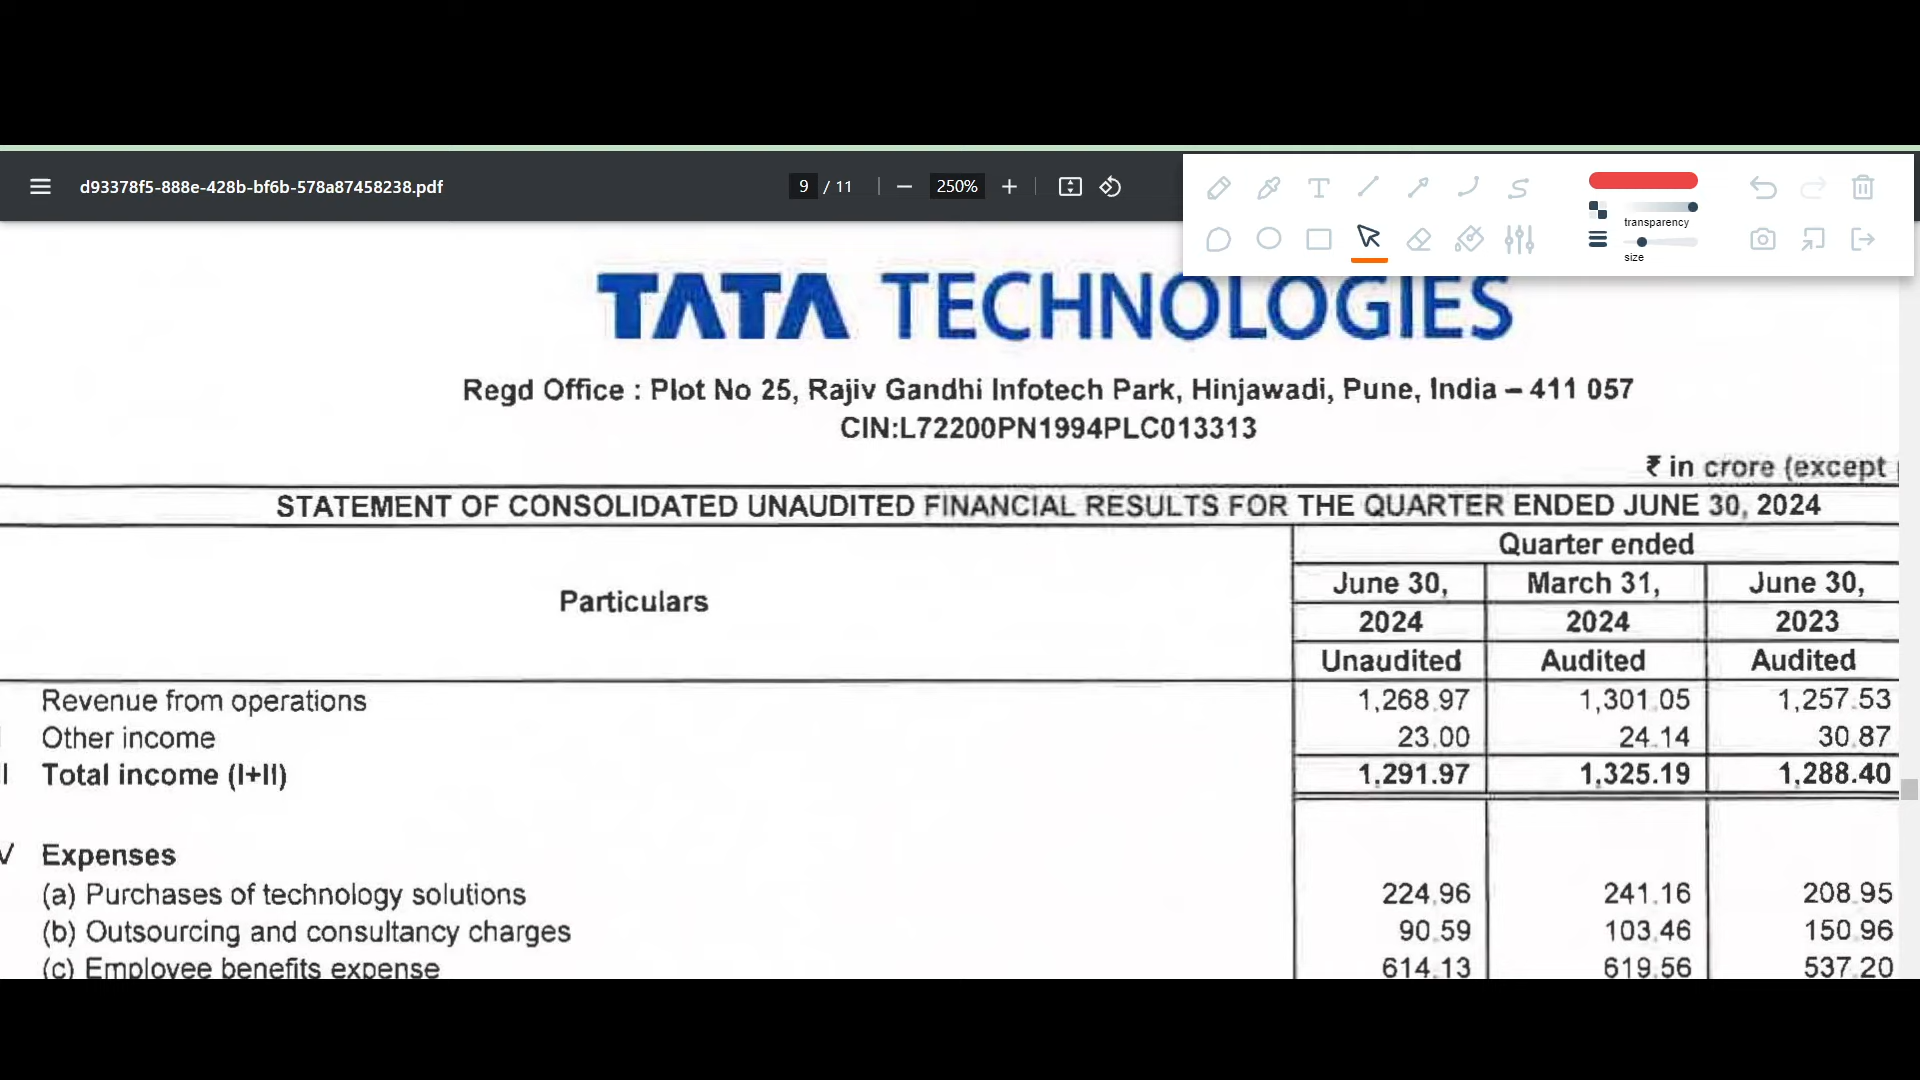 d93378f5-888e-428b-bf6b-578a87458238.pdf
9 / 11
250%
transparency
size
TATA TECHNOLOGIES
Regd Office : Plot No 25, Rajiv Gandhi Infotech Park, Hinjawadi, Pune, India – 411 057
CIN:L72200PN1994PLC013313
₹ in crore (except
STATEMENT OF CONSOLIDATED UNAUDITED FINANCIAL RESULTS FOR THE QUARTER ENDED JUNE 30, 2024
Particulars
Quarter ended
June 30, March 31, June 30,
2024 2024 2023
Unaudited Audited Audited
Revenue from operations 1,268.97 1,301.05 1,257.53
Other income 23.00 24.14 30.87
Total income (I+II) 1,291.97 1,325.19 1,288.40
Expenses
(a) Purchases of technology solutions 224.96 241.16 208.95
(b) Outsourcing and consultancy charges 90.59 103.46 150.96
(c) Employee benefits expense 614.13 619.56 537.20